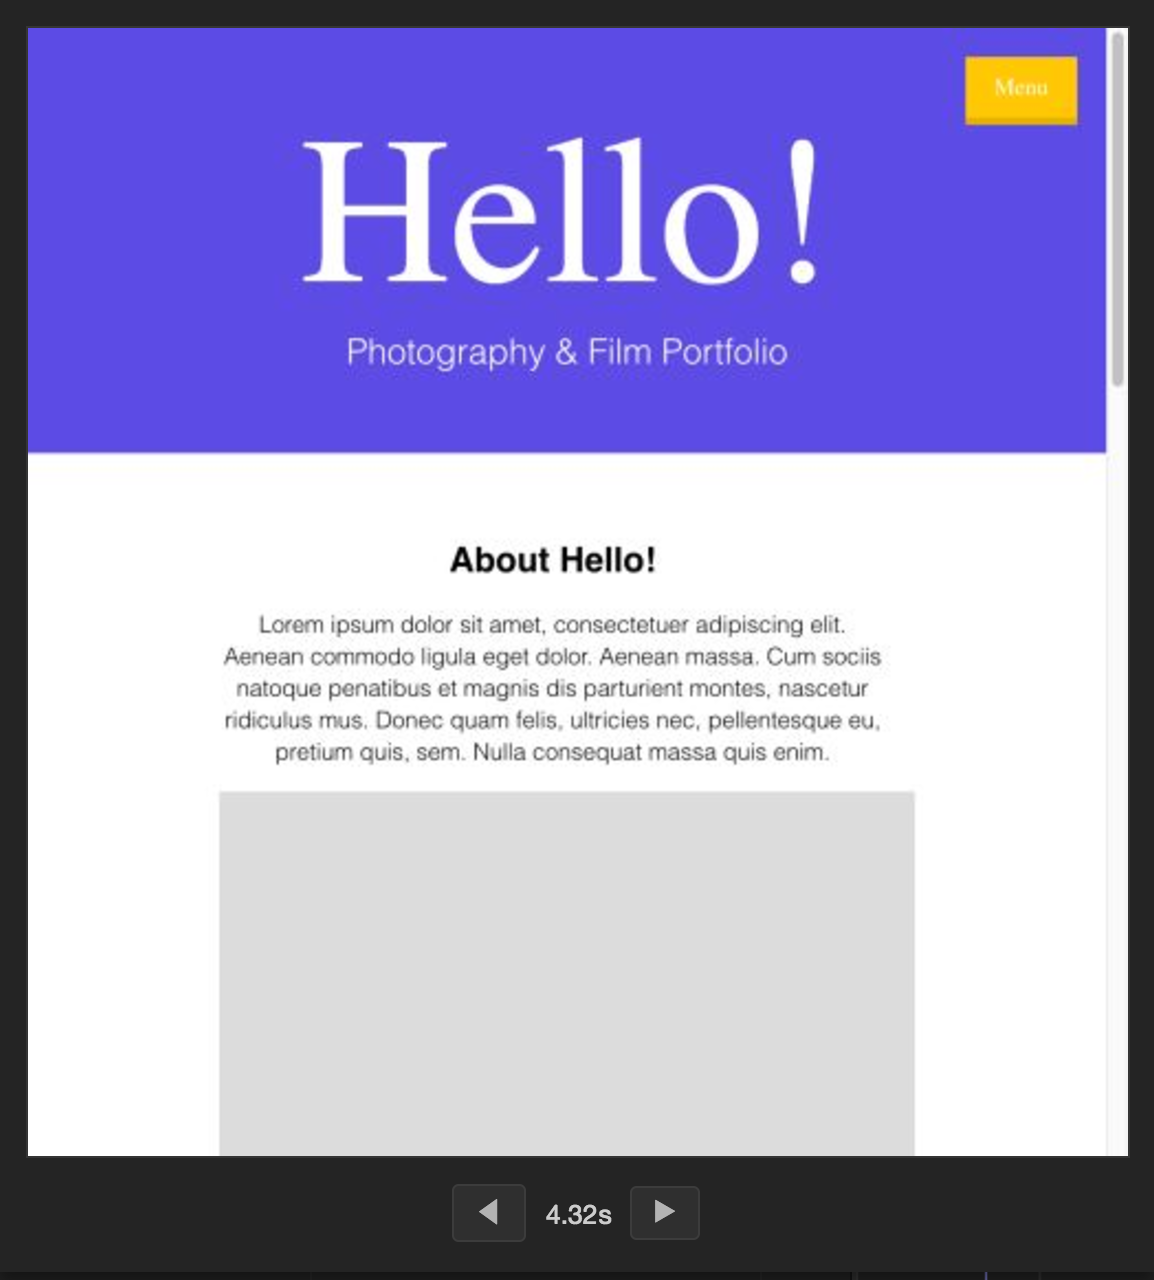 Menu
Hello!
Photography & Film Portfolio
About Hello!
Lorem ipsum dolor sit amet, consectetuer adipiscing elit.
Aenean commodo ligula eget dolor. Aenean massa. Cum sociis
natoque penatibus et magnis dis parturient montes, nascetur
ridiculus mus. Donec quam felis, ultricies nec, pellentesque eu,
pretium quis, sem. Nulla consequat massa quis enim.
4.32s